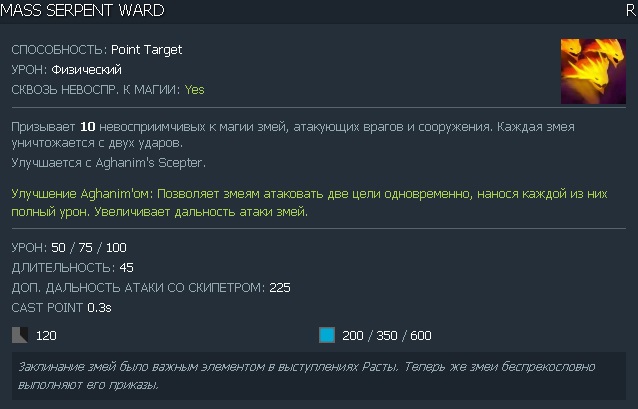 MASS SERPENT WARD R
СПОСОБНОСТЬ: Point Target
УРОН: Физический
СКВОЗЬ НЕВОСПР. К МАГИИ: Yes
Призывает 10 невосприимчивых к магии змей, атакующих врагов и сооружения. Каждая змея
уничтожается с двух ударов.
Улучшается с Aghanim's Scepter.
Улучшение Aghanim'ом: Позволяет змеям атаковать две цели одновременно, нанося каждой из них
полный урон. Увеличивает дальность атаки змей.
УРОН: 50 / 75 / 100
ДЛИТЕЛЬНОСТЬ: 45
ДОП. ДАЛЬНОСТЬ АТАКИ СО СКИПЕТРОМ: 225
CAST POINT 0.3s
120 200 / 350 / 600
Заклинание змей было важным элементом в выступлениях Расты. Теперь же змеи беспрекословно
выполняют его приказы.